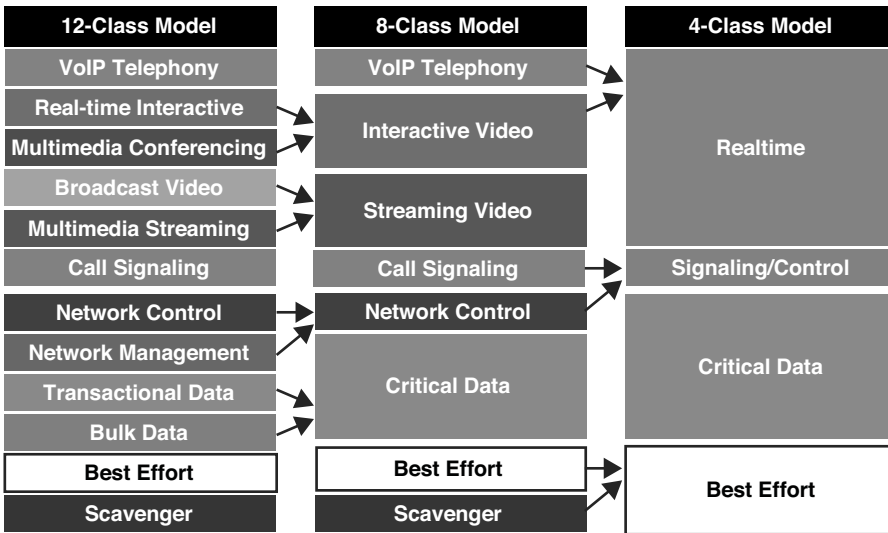 12-Class Model
VoIP Telephony
Real-time Interactive
Multimedia Conferencing
Broadcast Video
Multimedia Streaming
Call Signaling
Network Control
Network Management
Transactional Data
Bulk Data
Best Effort
Scavenger
8-Class Model
VoIP Telephony
Interactive Video
Streaming Video
Call Signaling
Network Control
Critical Data
Best Effort
Scavenger
4-Class Model
Realtime
Signaling/Control
Critical Data
Best Effort